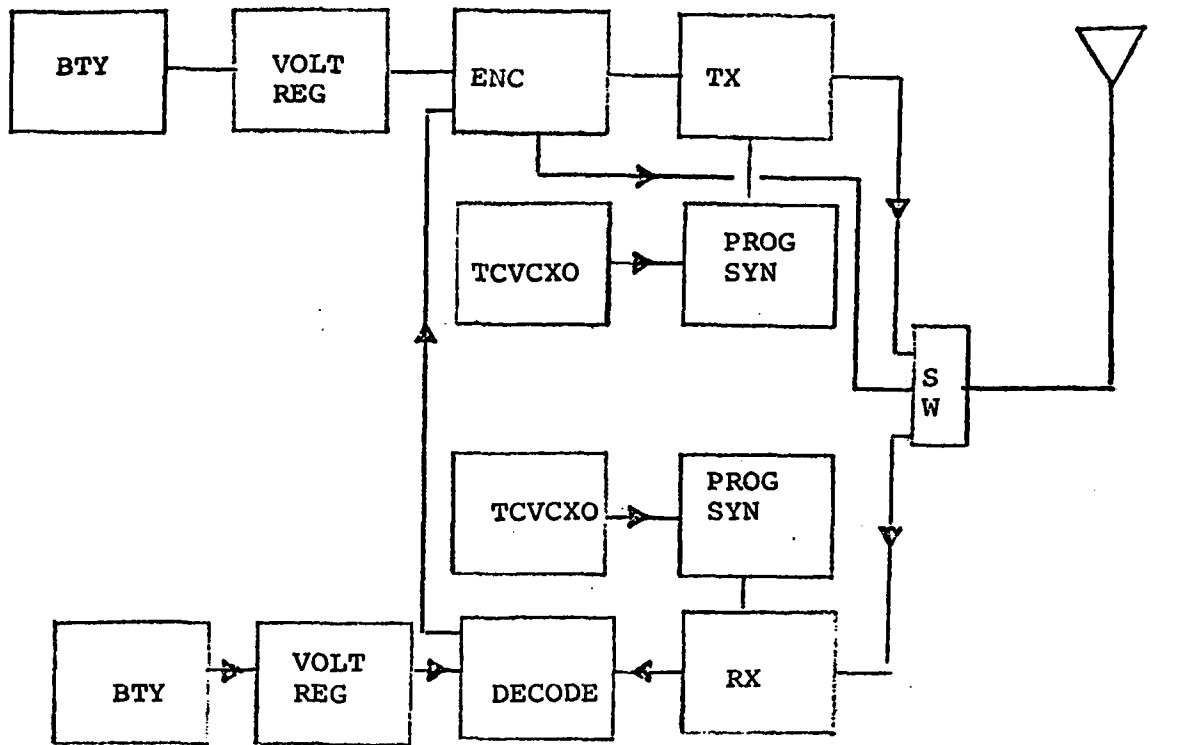 BTY
VOLT
REG
ENC
TX
TCVCXO
PROG
SYN
S
W
TCVCXO
PROG
SYN
BTY
VOLT
REG
DECODE
RX